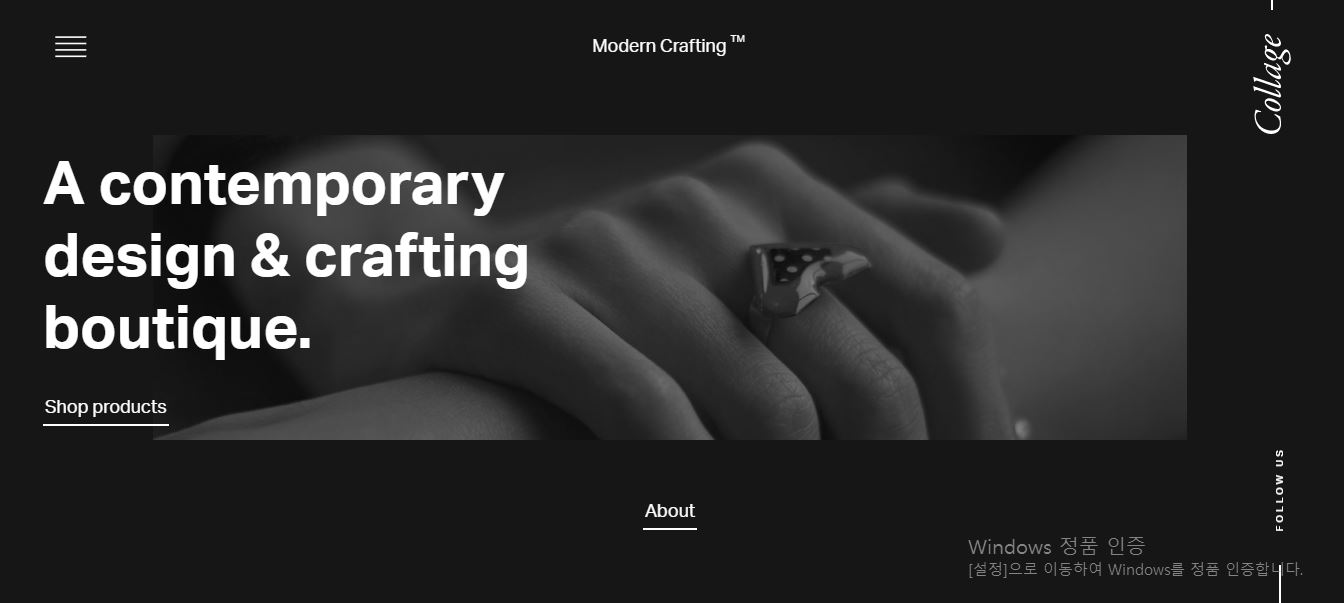 Modern Crafting ™
Collage
A contemporary
design & crafting
boutique.
Shop products
FOLLOW US
About
Windows 정품 인증
[설정]으로 이동하여 Windows를 정품 인증합니다.